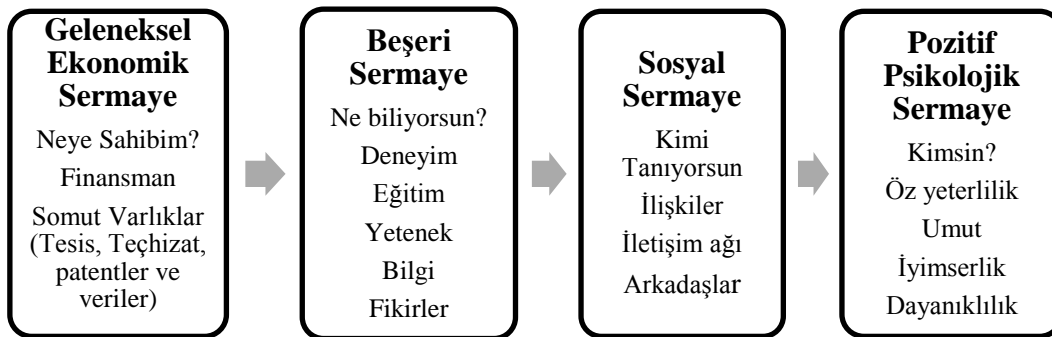 Geleneksel
Ekonomik
Sermaye
Neye Sahibim?
Finansman
Somut Varlıklar
(Tesis, Teçhizat,
patentler ve
veriler)
Beşeri
Sermaye
Ne biliyorsun?
Deneyim
Eğitim
Yetenek
Bilgi
Fikirler
Sosyal
Sermaye
Kimi
Tanıyorsun
İlişkiler
İletişim ağı
Arkadaşlar
Pozitif
Psikolojik
Sermaye
Kimsin?
Öz yeterlilik
Umut
İyimserlik
Dayanıklılık